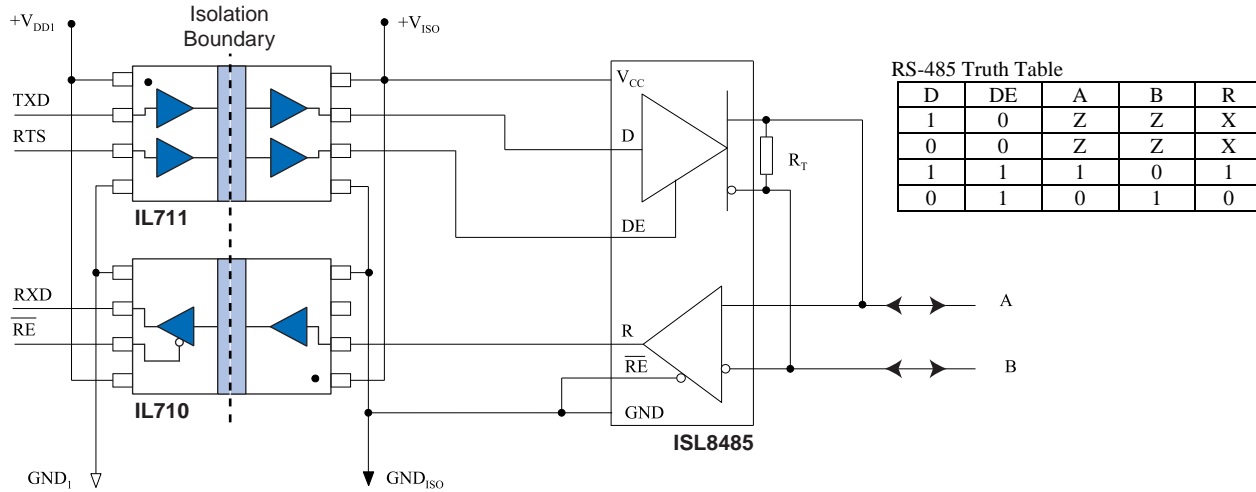 Isolation
Boundary
+VDD1
+VISO
TXD
RTS
IL711
RXD
RE
IL710
GND1
GNDISO
VCC
D
DE
RT
R
RE
GND
ISL8485
A
B
RS-485 Truth Table
D DE A B R
1 0 Z Z X
0 0 Z Z X
1 1 1 0 1
0 1 0 1 0